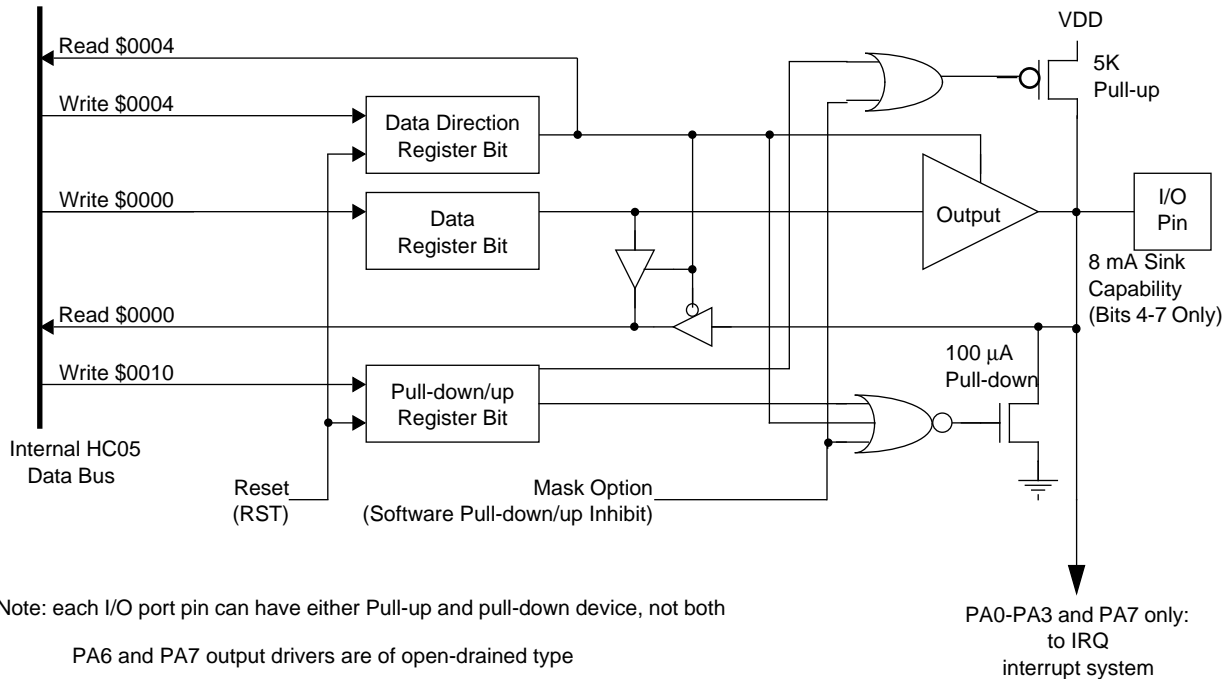 VDD
Read $0004
5K
Pull-up
Write $0004
Data Direction
Register Bit
Write $0000
Data
Register Bit
Output
I/O
Pin
8 mA Sink
Capability
(Bits 4-7 Only)
Read $0000
100 μA
Pull-down
Write $0010
Pull-down/up
Register Bit
Internal HC05
Data Bus
Reset
(RST)
Mask Option
(Software Pull-down/up Inhibit)
Note: each I/O port pin can have either Pull-up and pull-down device, not both
PA6 and PA7 output drivers are of open-drained type
PA0-PA3 and PA7 only:
to IRQ
interrupt system